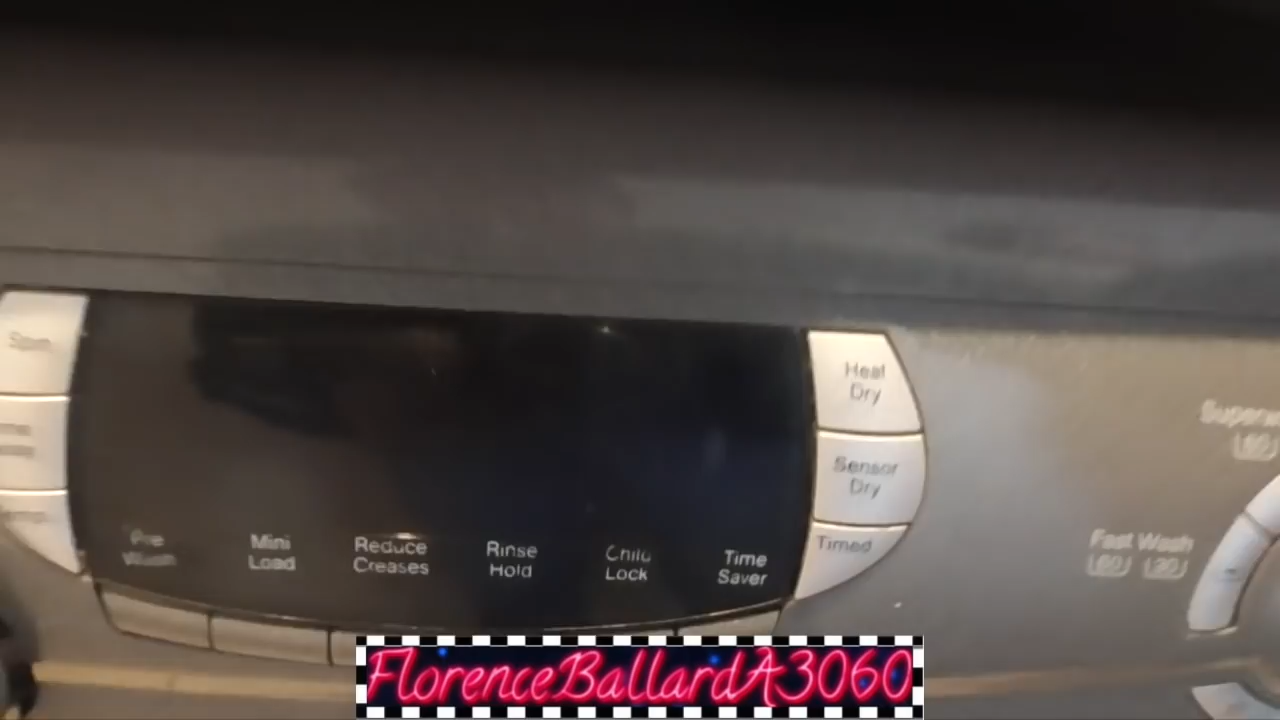 Heat
Dry
Sensor
Dry
Timed
Pre
Wash
Mini
Load
Reduce
Creases
Rinse
Hold
Child
Lock
Time
Saver
Fast Wash
60 30
60
FlorenceBallardA3060